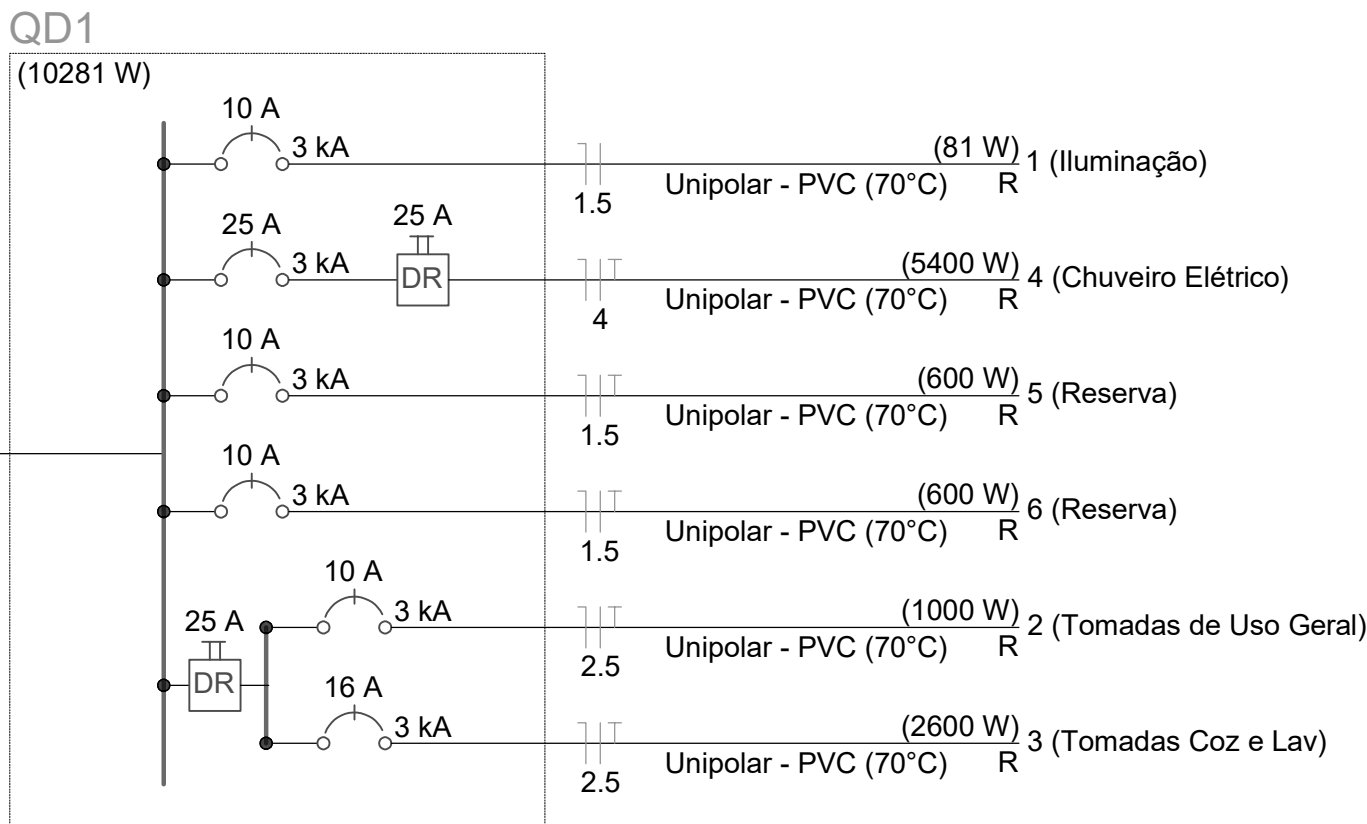 QD1
(10281 W)
10 A
3 kA
1.5
(81 W)
Unipolar - PVC (70°C)
R
1 (Iluminação)
25 A
3 kA
25 A
DR
4
(5400 W)
Unipolar - PVC (70°C)
R
4 (Chuveiro Elétrico)
10 A
3 kA
1.5
(600 W)
Unipolar - PVC (70°C)
R
5 (Reserva)
10 A
3 kA
1.5
(600 W)
Unipolar - PVC (70°C)
R
6 (Reserva)
25 A
DR
10 A
3 kA
2.5
(1000 W)
Unipolar - PVC (70°C)
R
2 (Tomadas de Uso Geral)
16 A
3 kA
2.5
(2600 W)
Unipolar - PVC (70°C)
R
3 (Tomadas Coz e Lav)